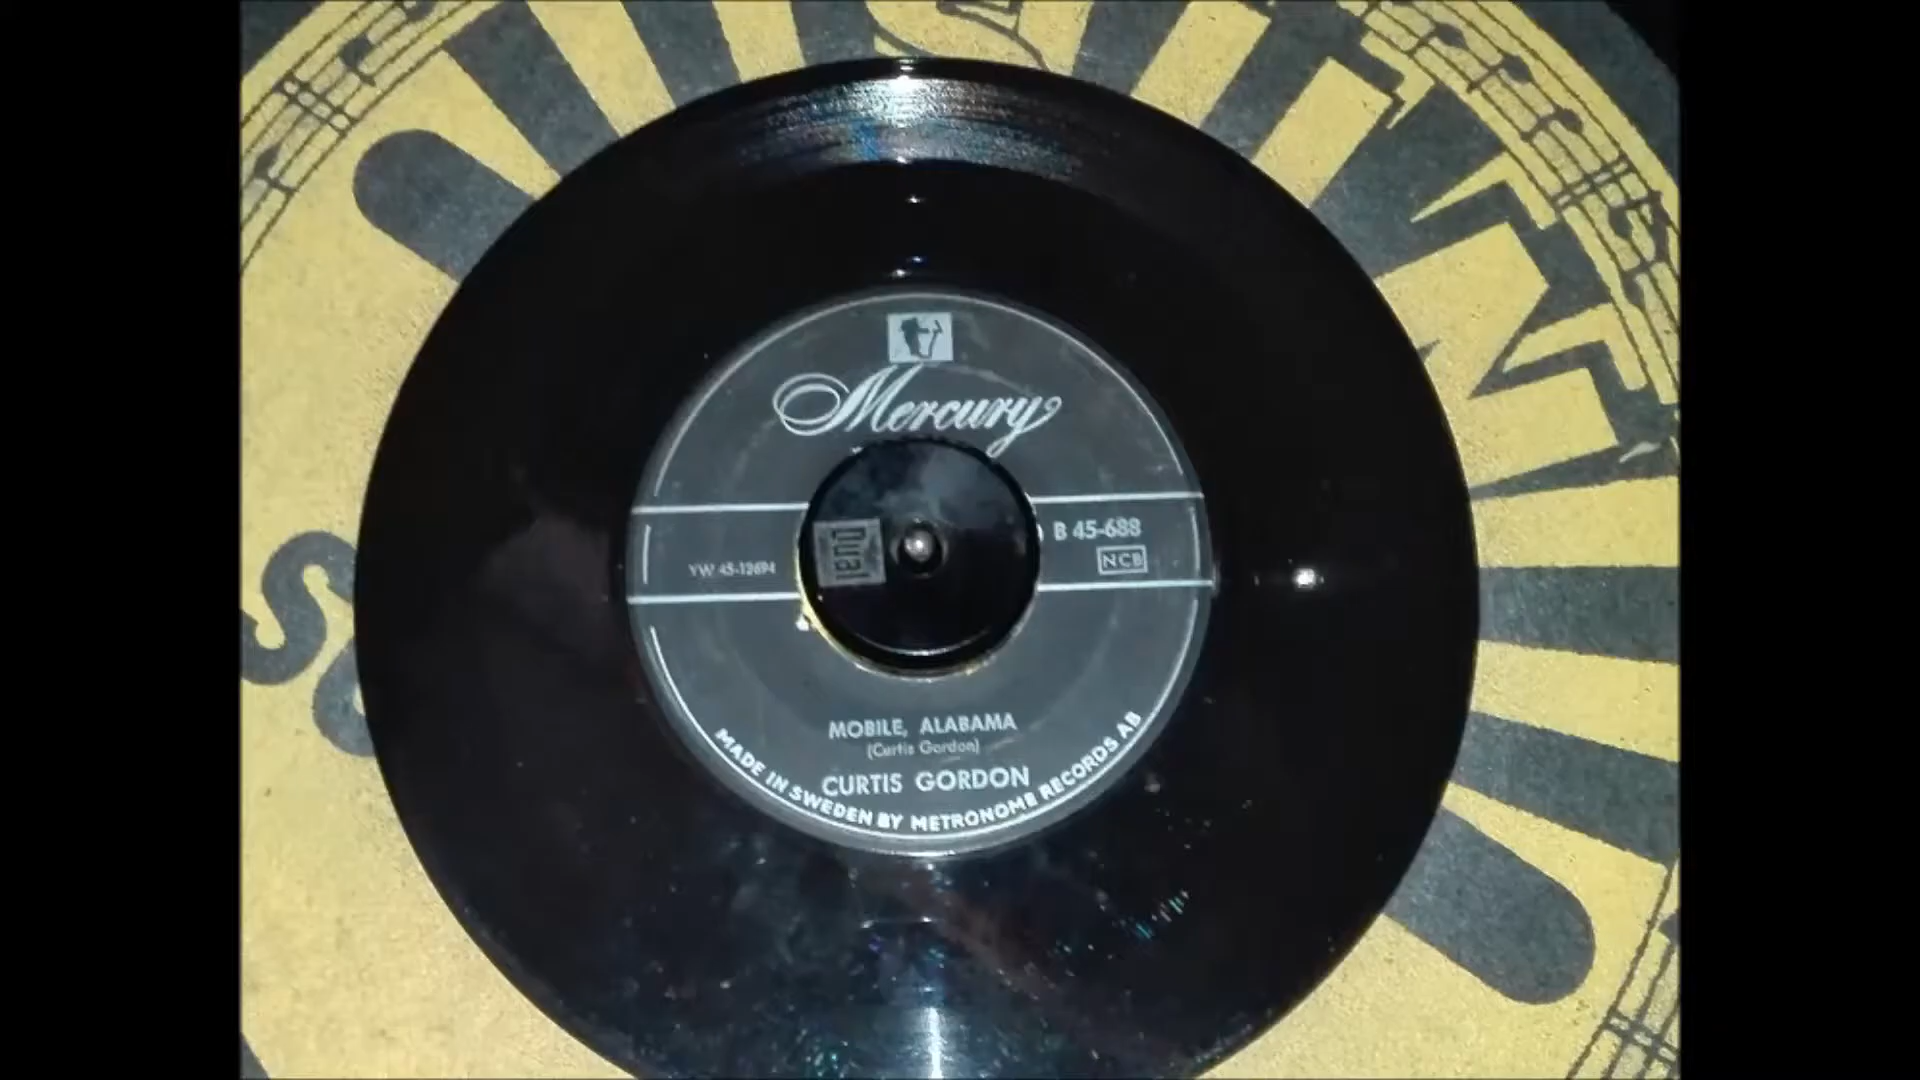 Mercury
B 45-688
NCB
YW 45-12694
Dual
MOBILE, ALABAMA
(Curtis Gordon)
CURTIS GORDON
MADE IN SWEDEN BY METRONOME RECORDS AB